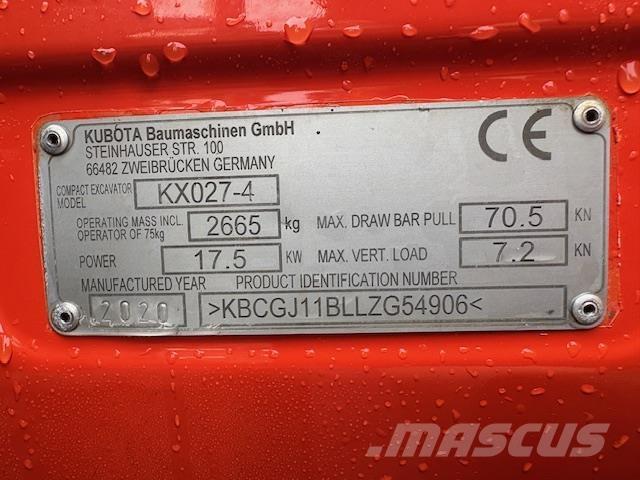 KUBOTA Baumaschinen GmbH
STEINHAUSER STR. 100
66482 ZWEIBRÜCKEN GERMANY
CE
COMPACT EXCAVATOR MODEL KX027-4
OPERATING MASS INCL. OPERATOR OF 75kg 2665 kg
MAX. DRAW BAR PULL 70.5 KN
POWER 17.5 KW
MAX. VERT. LOAD 7.2 KN
MANUFACTURED YEAR PRODUCT IDENTIFICATION NUMBER
2020 >KBCGJ11BLLZG54906<
MASCUS